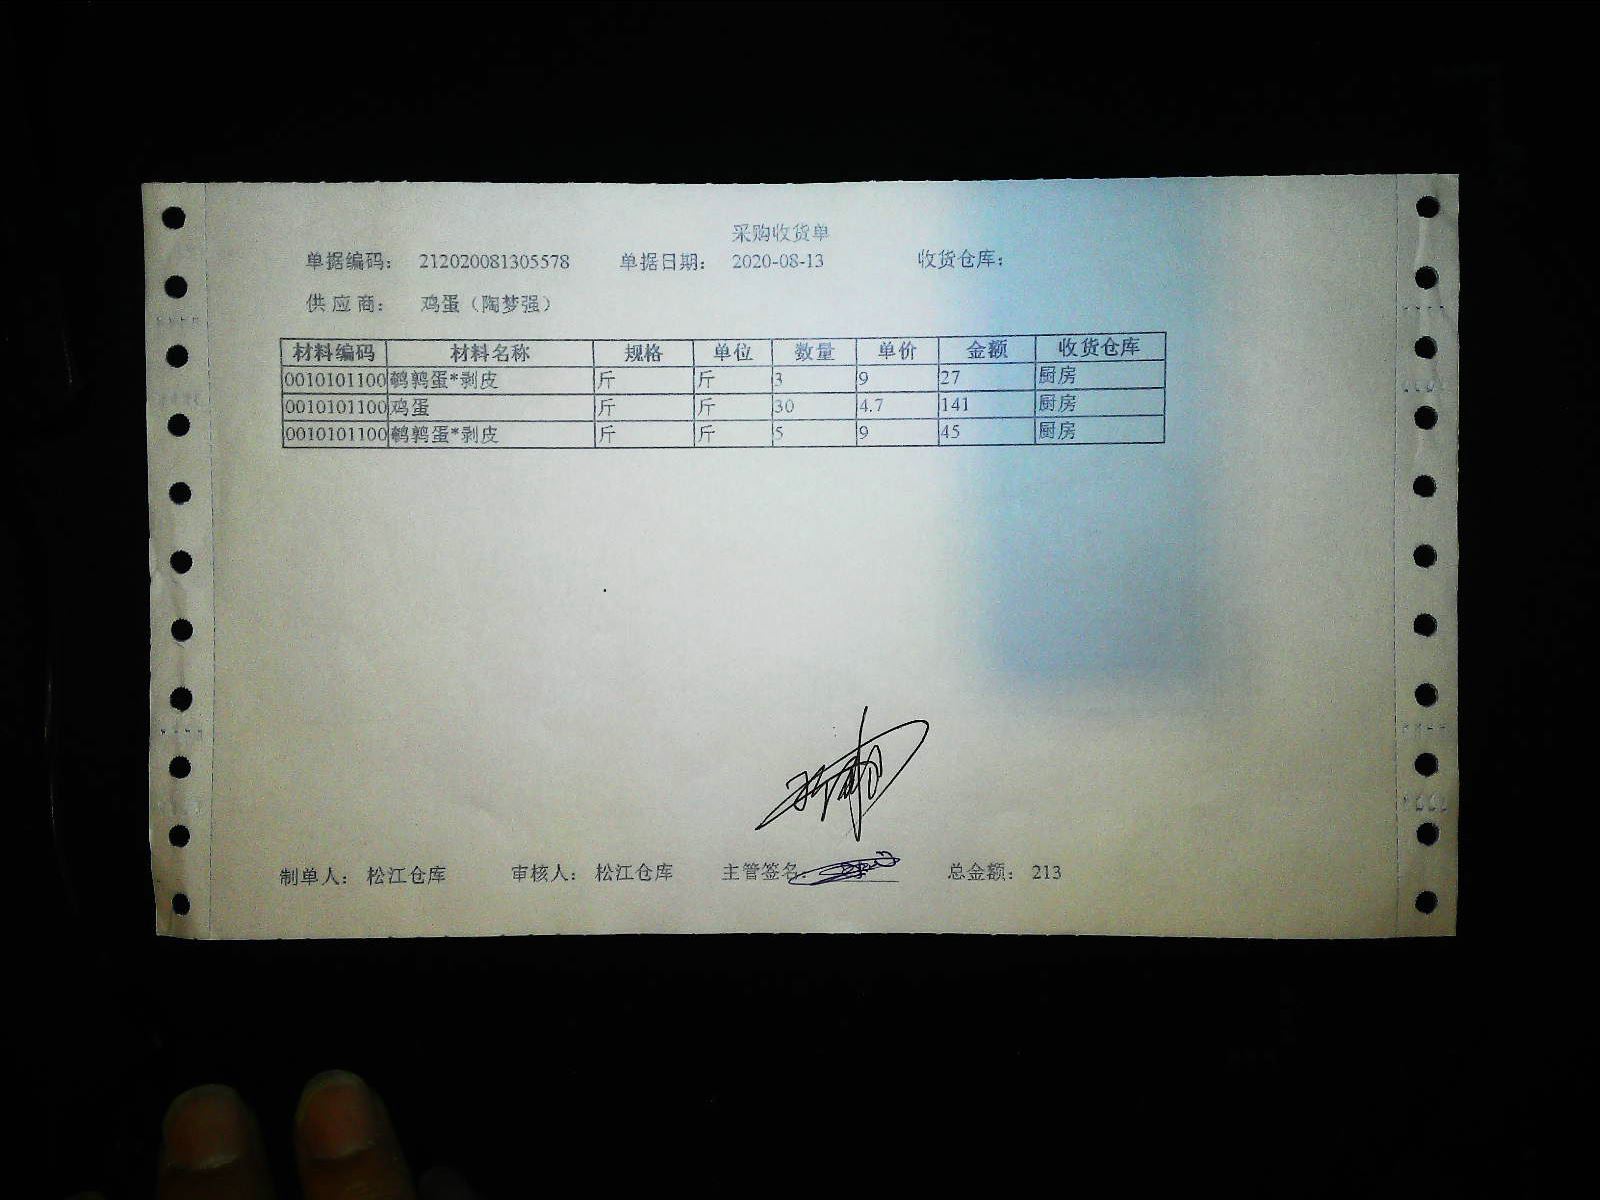 采购收货单
单据编码： 212020081305578 单据日期： 2020-08-13 收货仓库：
供 应 商： 鸡蛋（陶梦强）
材料编码 材料名称 规格 单位 数量 单价 金额 收货仓库
0010101100 鹌鹑蛋*剥皮 斤 斤 3 9 27 厨房
0010101100 鸡蛋 斤 斤 30 4.7 141 厨房
0010101100 鹌鹑蛋*剥皮 斤 斤 5 9 45 厨房
制单人： 松江仓库 审核人： 松江仓库 主管签名： 总金额： 213